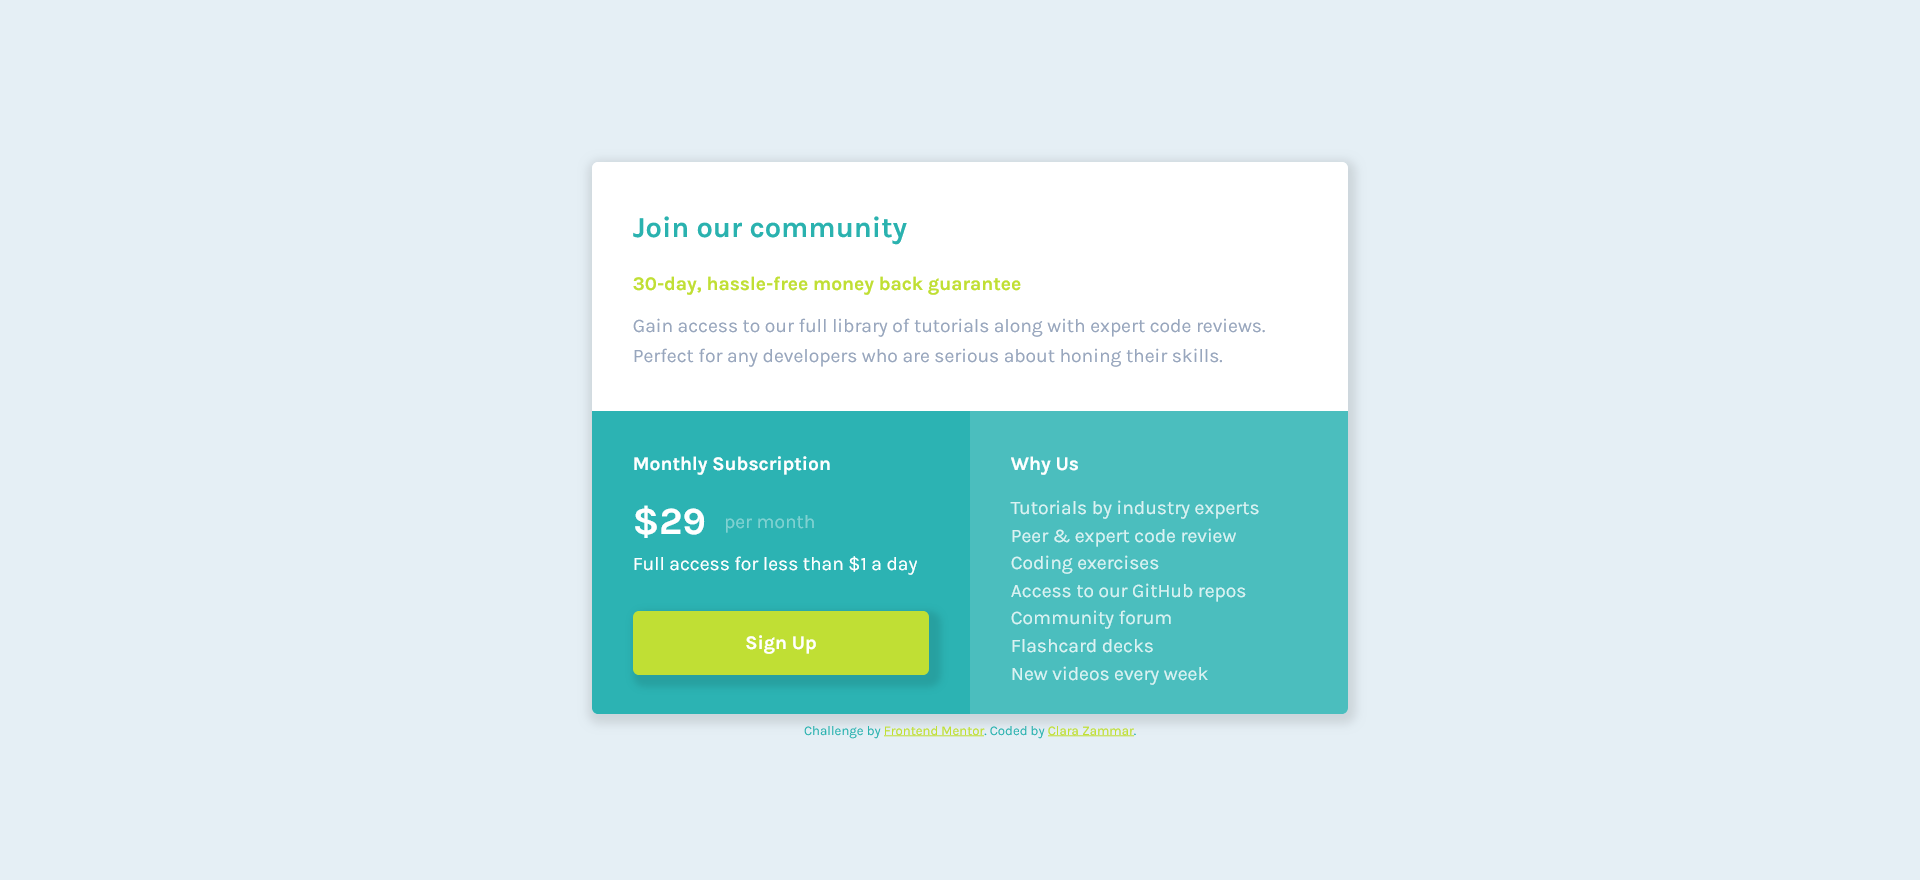 Join our community
30-day, hassle-free money back guarantee
Gain access to our full library of tutorials along with expert code reviews.
Perfect for any developers who are serious about honing their skills.
Monthly Subscription
$29 per month
Full access for less than $1 a day
Sign Up
Why Us
Tutorials by industry experts
Peer & expert code review
Coding exercises
Access to our GitHub repos
Community forum
Flashcard decks
New videos every week
Challenge by Frontend Mentor. Coded by Clara Zammar.